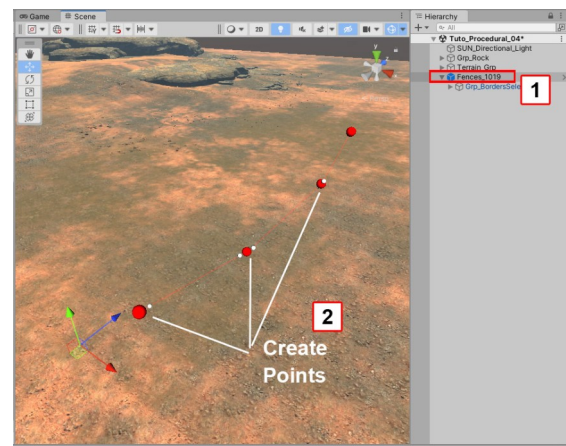 Game
Scene
Hierarchy
2D
All
Tuto_Procedural_04*
SUN_Directional_Light
Grp_Rock
Terrain_Grp
Fences_1019
Grp_BordersSele
1
2
Create
Points
y